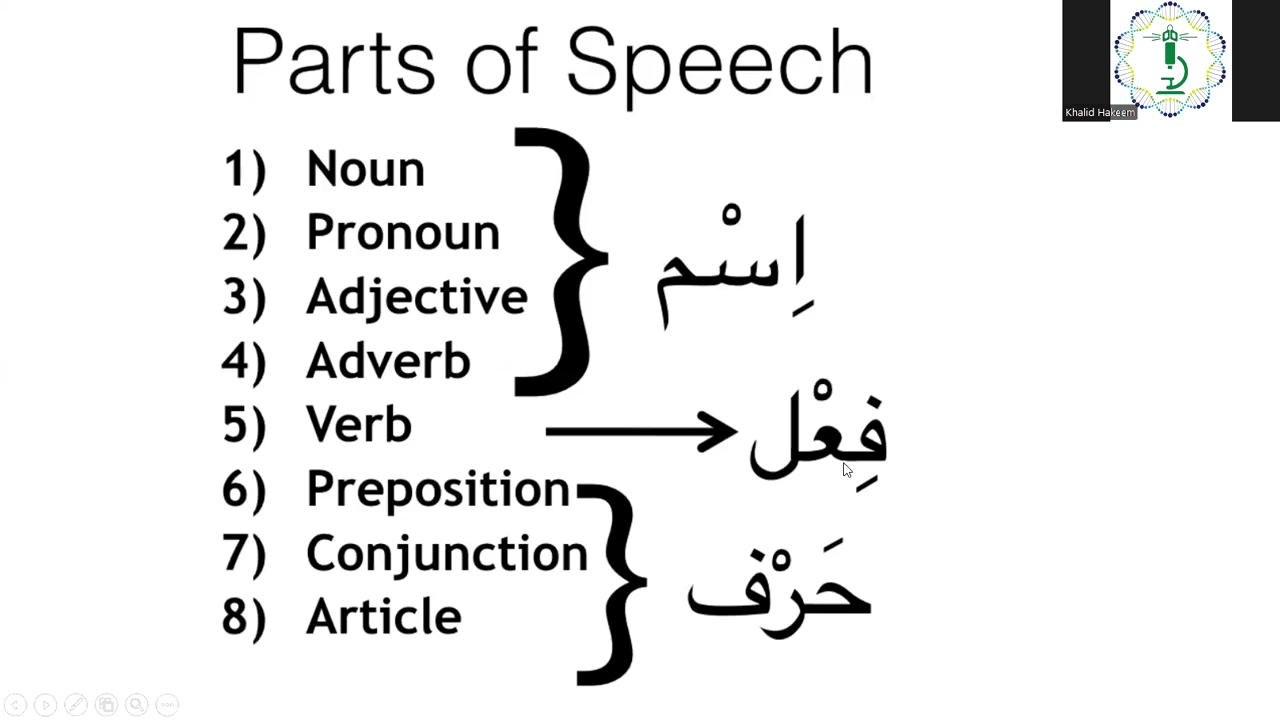 Parts of Speech
Khalid Hakeem
1) Noun
2) Pronoun
3) Adjective
4) Adverb
اِسْم
5) Verb
فِعْل
6) Preposition
7) Conjunction
8) Article
حَرْف